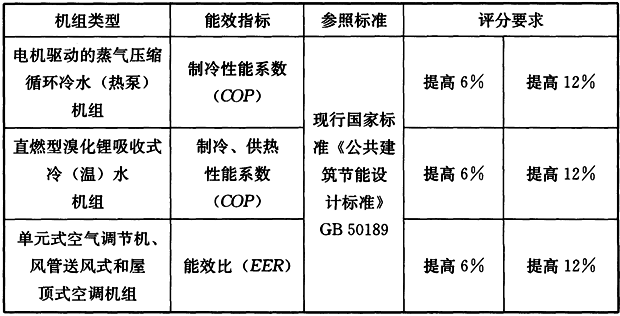 机组类型 能效指标 参照标准 评分要求
电机驱动的蒸气压缩
循环冷水（热泵）
机组
制冷性能系数
（COP）
现行国家标
准《公共建
筑节能设
计标准》
GB 50189
提高 6% 提高 12%
直燃型溴化锂吸收式
冷（温）水
机组
制冷、供热
性能系数
（COP）
提高 6% 提高 12%
单元式空气调节机、
风管送风式和屋
顶式空调机组
能效比（EER）
提高 6% 提高 12%